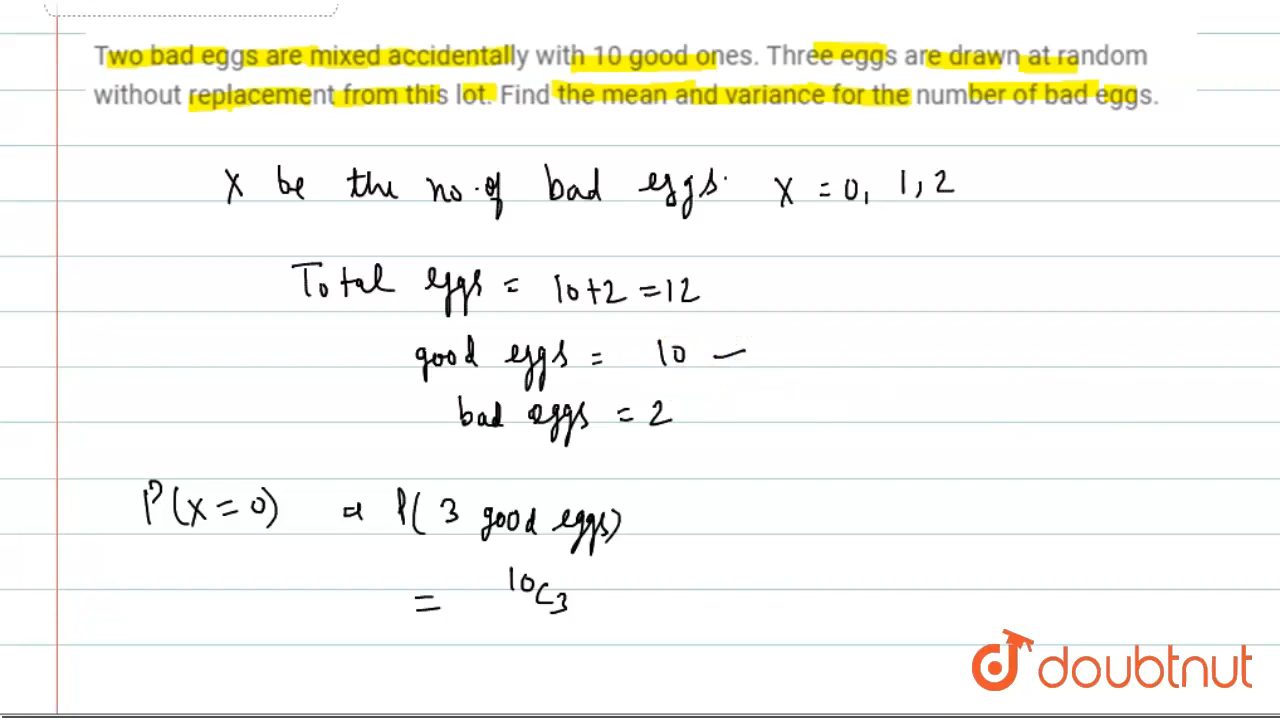 Two bad eggs are mixed accidentally with 10 good ones. Three eggs are drawn at random
without replacement from this lot. Find the mean and variance for the number of bad eggs.
X be the no. of bad eggs. X = 0, 1, 2
Total eggs = 10+2 = 12
good eggs = 10 —
bad eggs = 2
P(X = 0) = P( 3 good eggs)
= ¹⁰C₃
doubtnut